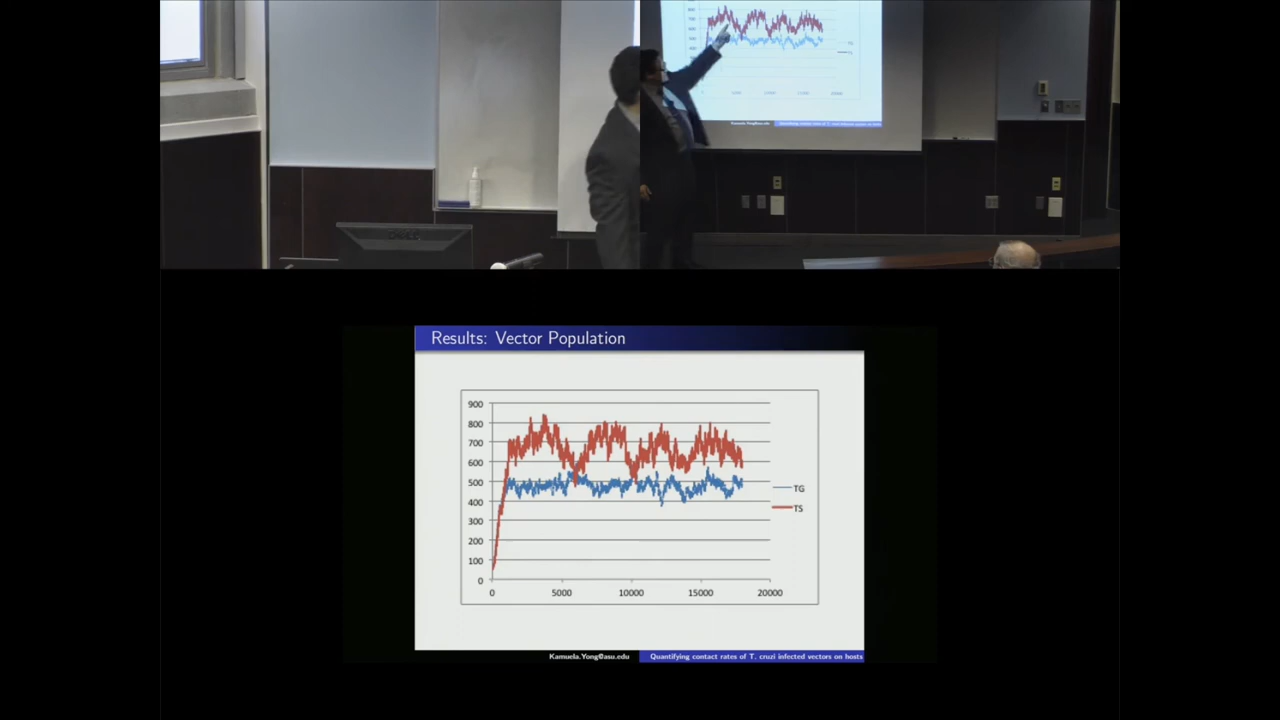 Results: Vector Population
900
800
700
600
500
400
300
200
100
0
0 5000 10000 15000 20000
TG
TS
Kamuela.Yong@asu.edu Quantifying contact rates of T. cruzi infected vectors on hosts